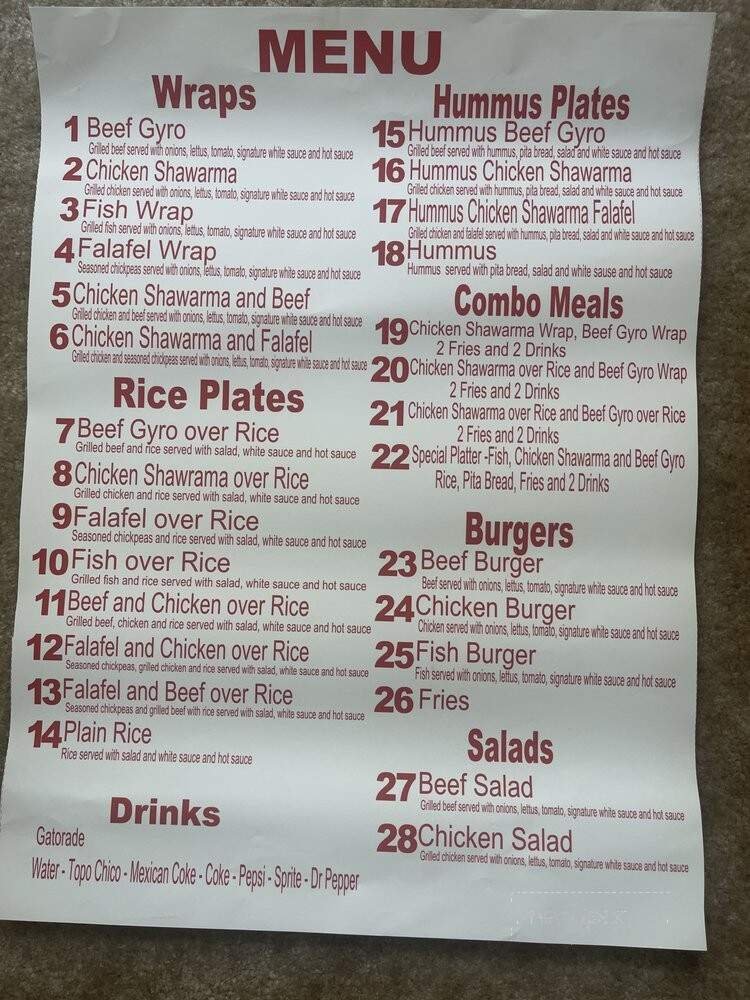 MENU
Wraps
1 Beef Gyro
Grilled beef served with onions, lettus, tomato, signature white sauce and hot sauce
2 Chicken Shawarma
Grilled chicken served with onions, lettus, tomato, signature white sauce and hot sauce
3 Fish Wrap
Grilled fish served with onions, lettus, tomato, signature white sauce and hot sauce
4 Falafel Wrap
Seasoned chickpeas served with onions, lettus, tomato, signature white sauce and hot sauce
5 Chicken Shawarma and Beef
Grilled chicken and beef served with onions, lettus, tomato, signature white sauce and hot sauce
6 Chicken Shawarma and Falafel
Grilled chicken and seasoned chickpeas served with onions, lettus, tomato, signature white sauce and hot sauce
Rice Plates
7 Beef Gyro over Rice
Grilled beef and rice served with salad, white sauce and hot sauce
8 Chicken Shawrama over Rice
Grilled chicken and rice served with salad, white sauce and hot sauce
9 Falafel over Rice
Seasoned chickpeas and rice served with salad, white sauce and hot sauce
10 Fish over Rice
Grilled fish and rice served with salad, white sauce and hot sauce
11 Beef and Chicken over Rice
Grilled beef, chicken and rice served with salad, white sauce and hot sauce
12 Falafel and Chicken over Rice
Seasoned chickpeas, grilled chicken and rice served with salad, white sauce and hot sauce
13 Falafel and Beef over Rice
Seasoned chickpeas and grilled beef with rice served with salad, white sauce and hot sauce
14 Plain Rice
Rice served with salad and white sauce and hot sauce
Drinks
Gatorade
Water - Topo Chico - Mexican Coke - Coke - Pepsi - Sprite - Dr Pepper
Hummus Plates
15 Hummus Beef Gyro
Grilled beef served with hummus, pita bread, salad and white sauce and hot sauce
16 Hummus Chicken Shawarma
Grilled chicken served with hummus, pita bread, salad and white sauce and hot sauce
17 Hummus Chicken Shawarma Falafel
Grilled chicken and falafel served with hummus, pita bread, salad and white sauce and hot sauce
18 Hummus
Hummus served with pita bread, salad and white sause and hot sauce
Combo Meals
19 Chicken Shawarma Wrap, Beef Gyro Wrap
2 Fries and 2 Drinks
20 Chicken Shawarma over Rice and Beef Gyro Wrap
2 Fries and 2 Drinks
21 Chicken Shawarma over Rice and Beef Gyro over Rice
2 Fries and 2 Drinks
22 Special Platter -Fish, Chicken Shawarma and Beef Gyro
Rice, Pita Bread, Fries and 2 Drinks
Burgers
23 Beef Burger
Beef served with onions, lettus, tomato, signature white sauce and hot sauce
24 Chicken Burger
Chicken served with onions, lettus, tomato, signature white sauce and hot sauce
25 Fish Burger
Fish served with onions, lettus, tomato, signature white sauce and hot sauce
26 Fries
Salads
27 Beef Salad
Grilled beef served with onions, lettus, tomato, signature white sauce and hot sauce
28 Chicken Salad
Grilled chicken served with onions, lettus, tomato, signature white sauce and hot sauce